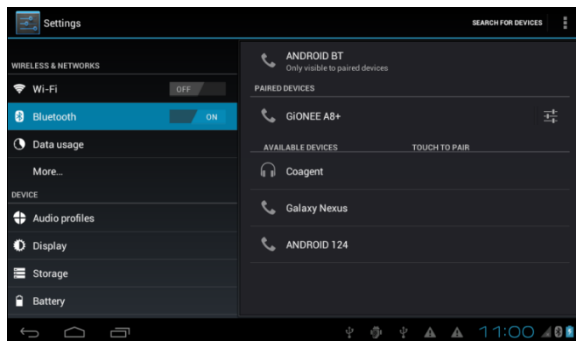 Settings
SEARCH FOR DEVICES
WIRELESS & NETWORKS
Wi-Fi
OFF
Bluetooth
ON
Data usage
More...
DEVICE
Audio profiles
Display
Storage
Battery
ANDROID BT
Only visible to paired devices
PAIRED DEVICES
GiONEE A8+
AVAILABLE DEVICES TOUCH TO PAIR
Coagent
Galaxy Nexus
ANDROID 124
11:00